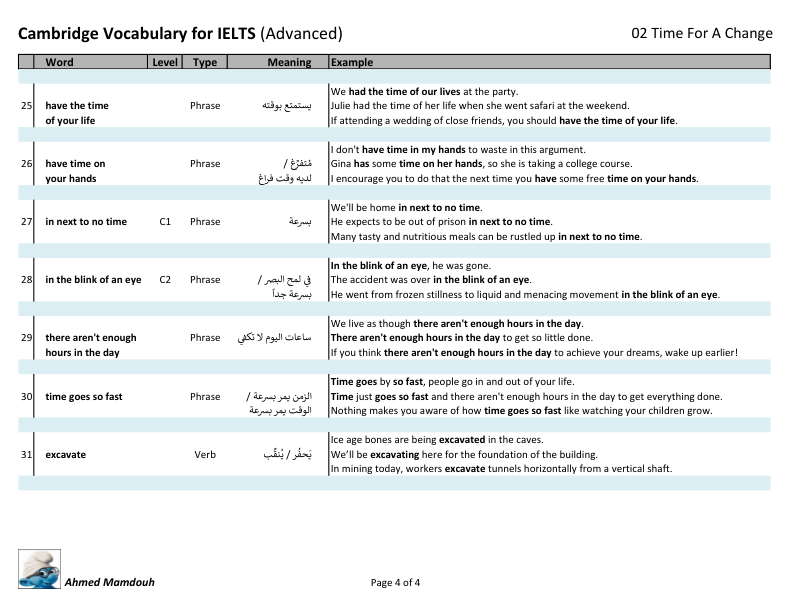 Cambridge Vocabulary for IELTS (Advanced) 02 Time For A Change
Word Level Type Meaning Example
We had the time of our lives at the party.
25 have the time Phrase يستمتع بوقته Julie had the time of her life when she went safari at the weekend.
of your life If attending a wedding of close friends, you should have the time of your life.
I don't have time in my hands to waste in this argument.
26 have time on Phrase مُتفرِّغ / Gina has some time on her hands, so she is taking a college course.
your hands لديه وقت فراغ I encourage you to do that the next time you have some free time on your hands.
We'll be home in next to no time.
27 in next to no time C1 Phrase بسرعة He expects to be out of prison in next to no time.
Many tasty and nutritious meals can be rustled up in next to no time.
In the blink of an eye, he was gone.
28 in the blink of an eye C2 Phrase في لمح البصر / The accident was over in the blink of an eye.
بسرعة جداً He went from frozen stillness to liquid and menacing movement in the blink of an eye.
We live as though there aren't enough hours in the day.
29 there aren't enough Phrase ساعات اليوم لا تكفي There aren't enough hours in the day to get so little done.
hours in the day If you think there aren't enough hours in the day to achieve your dreams, wake up earlier!
Time goes by so fast, people go in and out of your life.
30 time goes so fast Phrase الزمن يمر بسرعة / Time just goes so fast and there aren't enough hours in the day to get everything done.
الوقت يمر بسرعة Nothing makes you aware of how time goes so fast like watching your children grow.
Ice age bones are being excavated in the caves.
31 excavate Verb يَحفُر / يُنَقِّب We'll be excavating here for the foundation of the building.
In mining today, workers excavate tunnels horizontally from a vertical shaft.
Ahmed Mamdouh Page 4 of 4